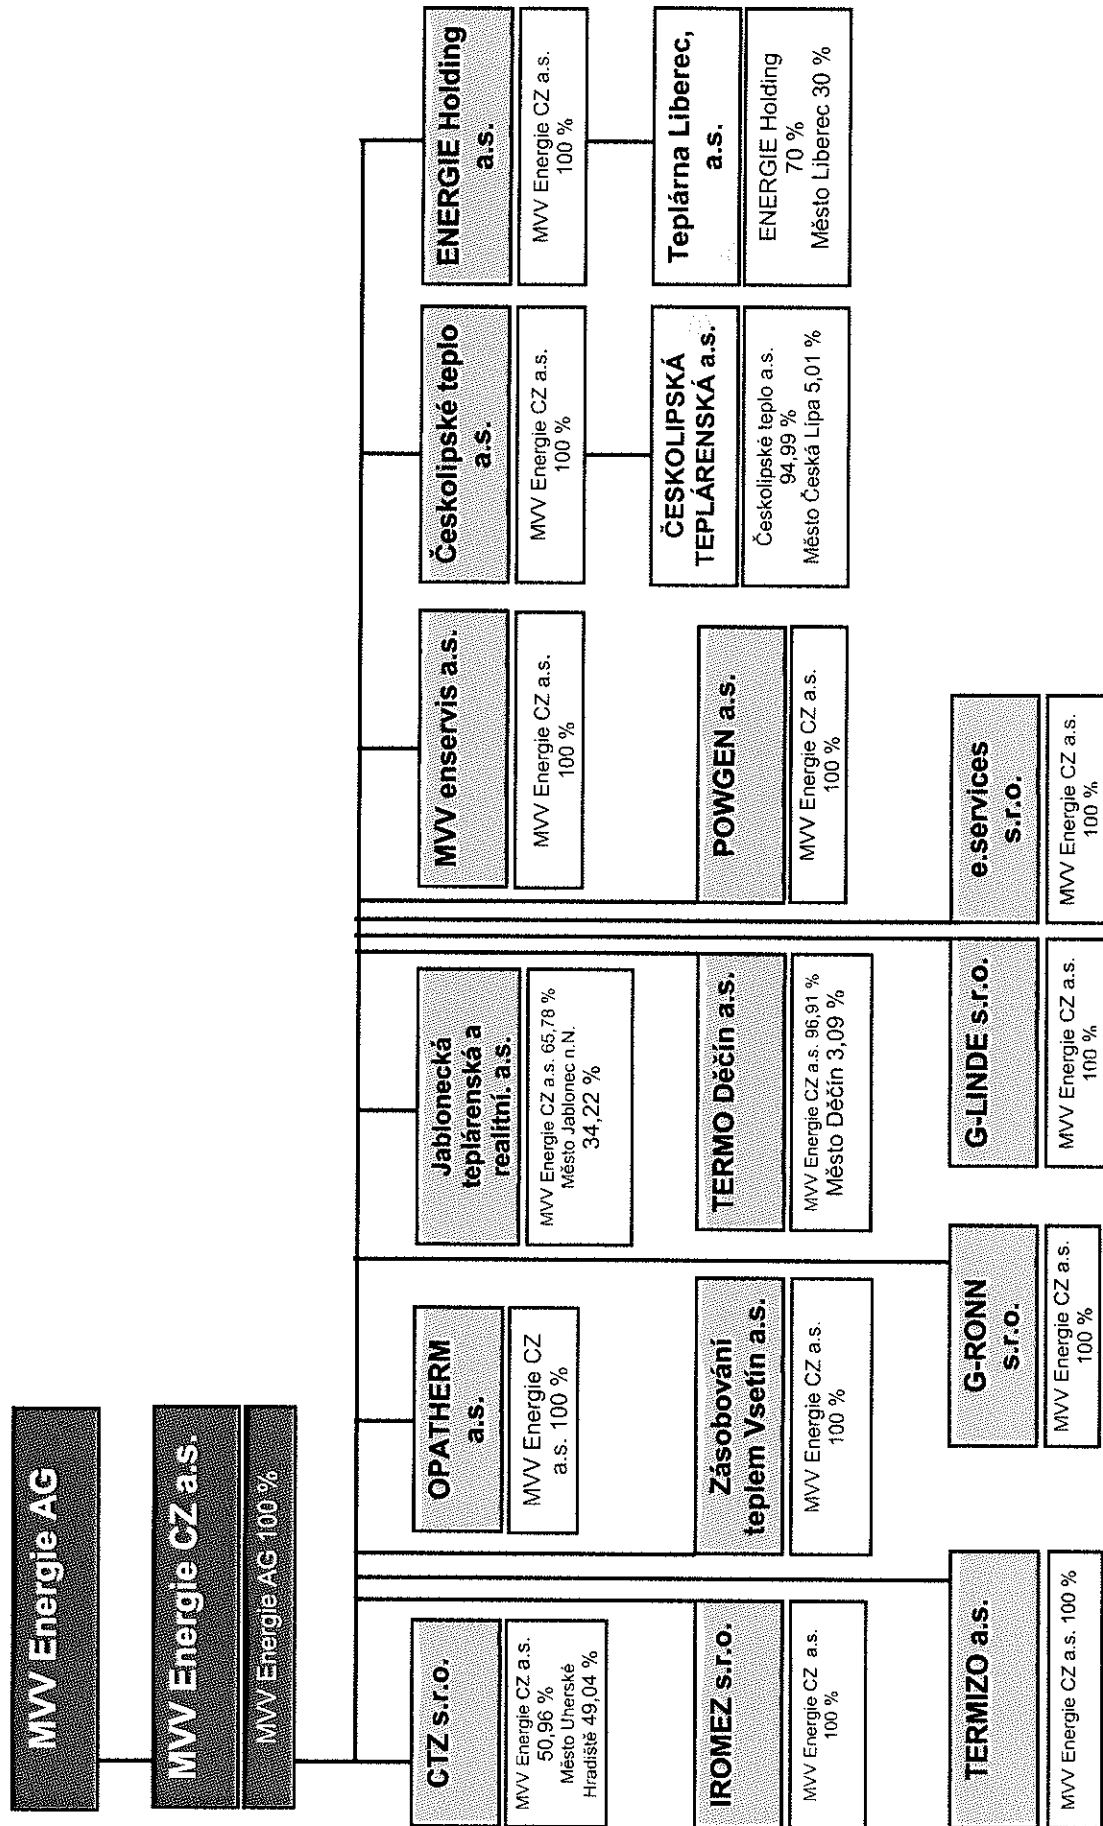 MVV Energie AG
MVV Energie CZ a.s.
MVV Energie AG 100 %
CTZ s.r.o.
MVV Energie CZ a.s.
50,96 %
Město Uherské
Hradiště 49,04 %
OPATHERM
a.s.
MVV Energie CZ
a.s. 100 %
Jablonecká
teplárenská a
realitní. a.s.
MVV Energie CZ a.s. 65,78 %
Město Jablonec n.N.
34,22 %
MVV enservis a.s.
MVV Energie CZ a.s.
100 %
Českolipské teplo
a.s.
MVV Energie CZ a.s.
100 %
ENERGIE Holding
a.s.
MVV Energie CZ a.s.
100 %
IROMEZ s.r.o.
MVV Energie CZ a.s.
100 %
Zásobování
teplem Vsetín a.s.
MVV Energie CZ a.s.
100 %
TERMO Děčín a.s.
MVV Energie CZ a.s. 96,91 %
Město Děčín 3,09 %
POWGEN a.s.
MVV Energie CZ a.s.
100 %
ČESKOLIPSKÁ
TEPLÁRENSKÁ a.s.
Českolipské teplo a.s.
94,99 %
Město Česká Lípa 5,01 %
Teplárna Liberec,
a.s.
ENERGIE Holding
70 %
Město Liberec 30 %
TERMIZO a.s.
MVV Energie CZ a.s. 100 %
G-RONN
s.r.o.
MVV Energie CZ a.s.
100 %
G-LINDE s.r.o.
MVV Energie CZ a.s.
100 %
e.services
s.r.o.
MVV Energie CZ a.s.
100 %